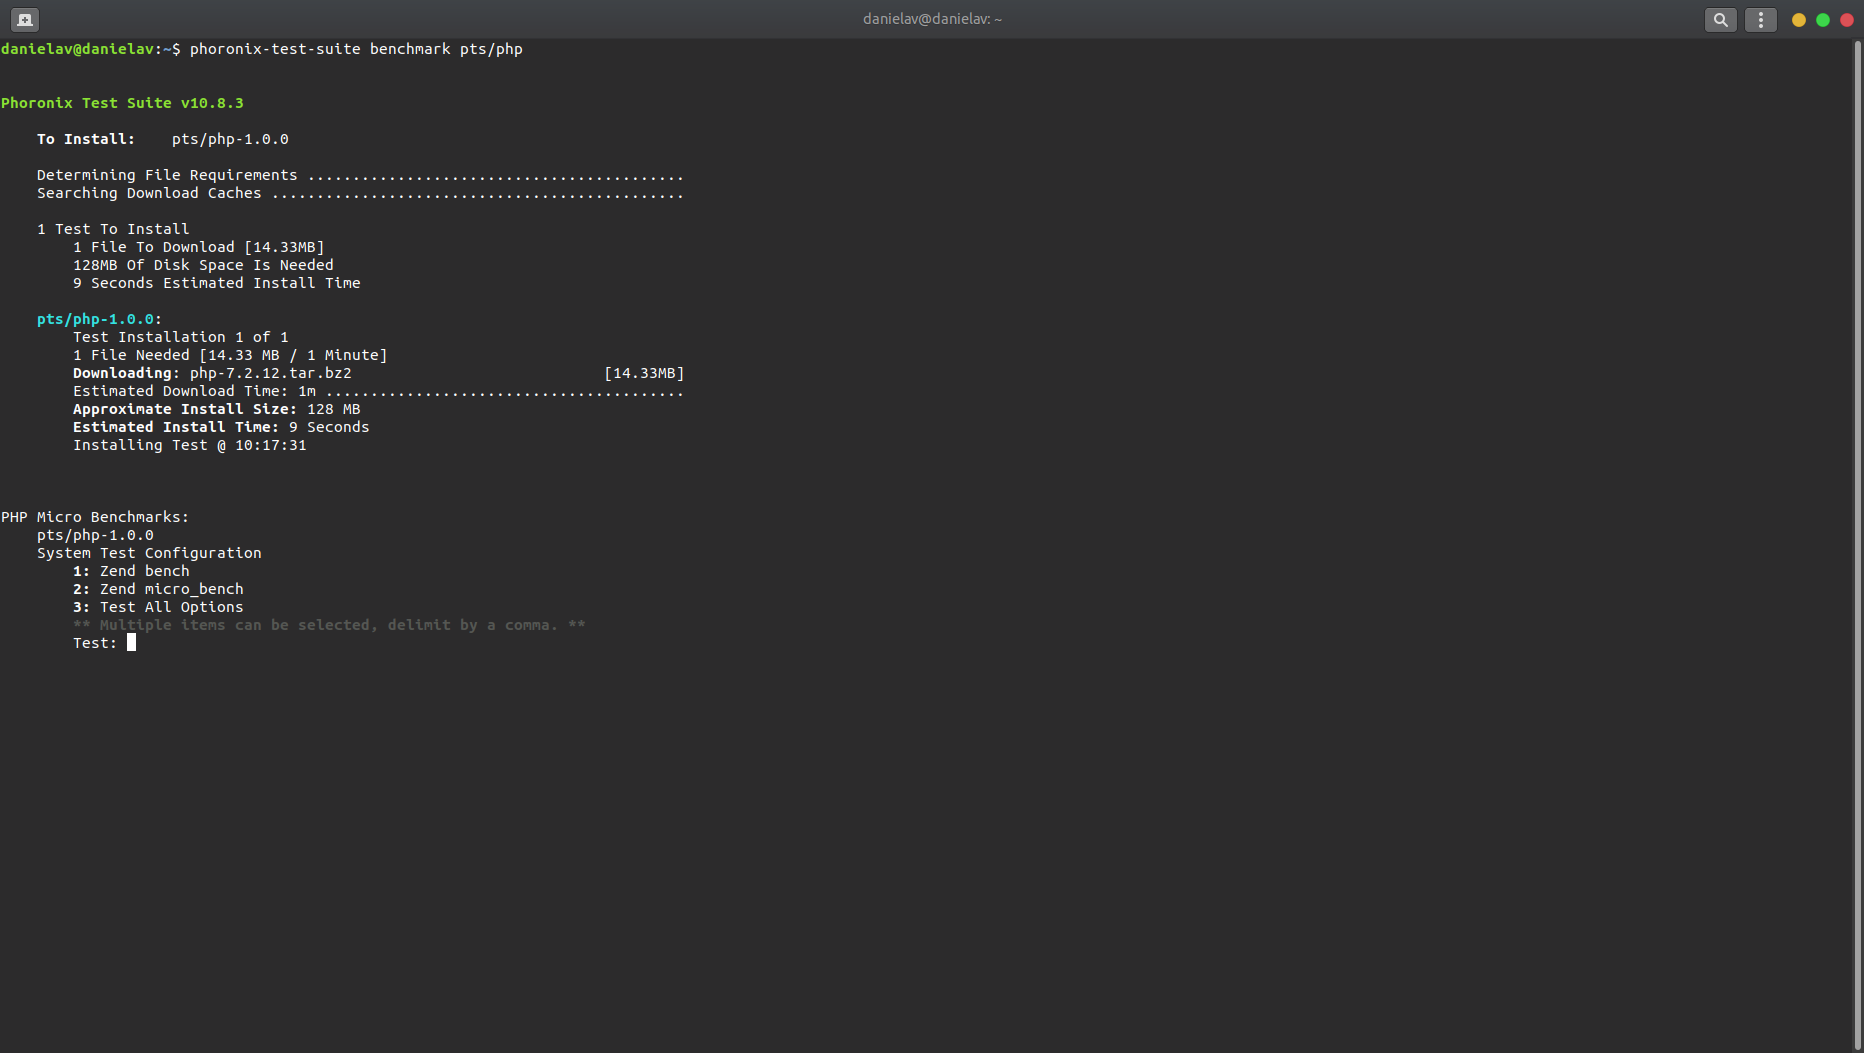 danielav@danielav: ~
danielav@danielav:~$ phoronix-test-suite benchmark pts/php
Phoronix Test Suite v10.8.3
To Install:    pts/php-1.0.0
Determining File Requirements ..........................................
Searching Download Caches ..............................................
1 Test To Install
1 File To Download [14.33MB]
128MB Of Disk Space Is Needed
9 Seconds Estimated Install Time
pts/php-1.0.0:
Test Installation 1 of 1
1 File Needed [14.33 MB / 1 Minute]
Downloading: php-7.2.12.tar.bz2                            [14.33MB]
Estimated Download Time: 1m ........................................
Approximate Install Size: 128 MB
Estimated Install Time: 9 Seconds
Installing Test @ 10:17:31
PHP Micro Benchmarks:
pts/php-1.0.0
System Test Configuration
1: Zend bench
2: Zend micro_bench
3: Test All Options
** Multiple items can be selected, delimit by a comma. **
Test: